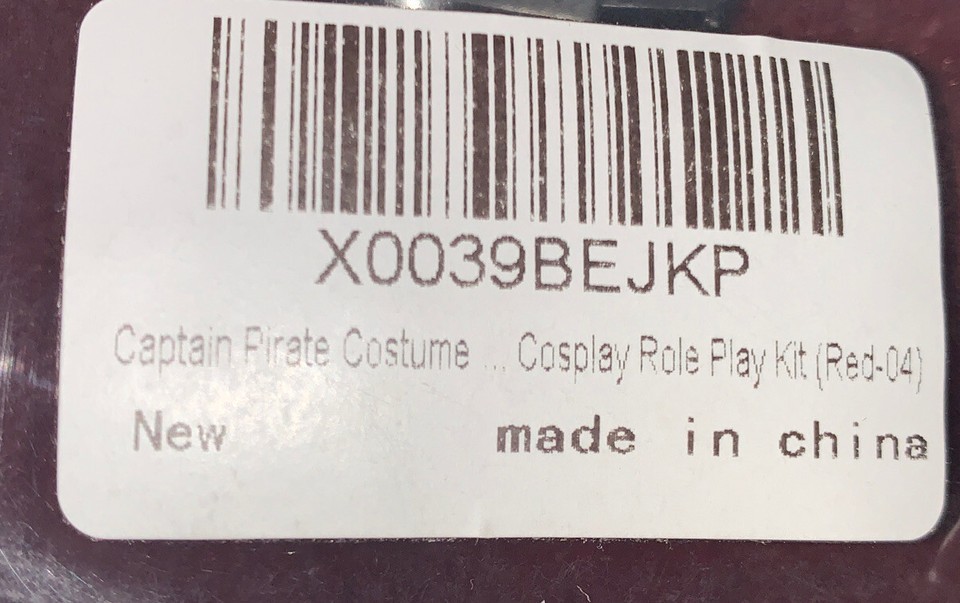 X0039BEJKP
Captain Pirate Costume ... Cosplay Role Play Kit (Red-04)
New made in china